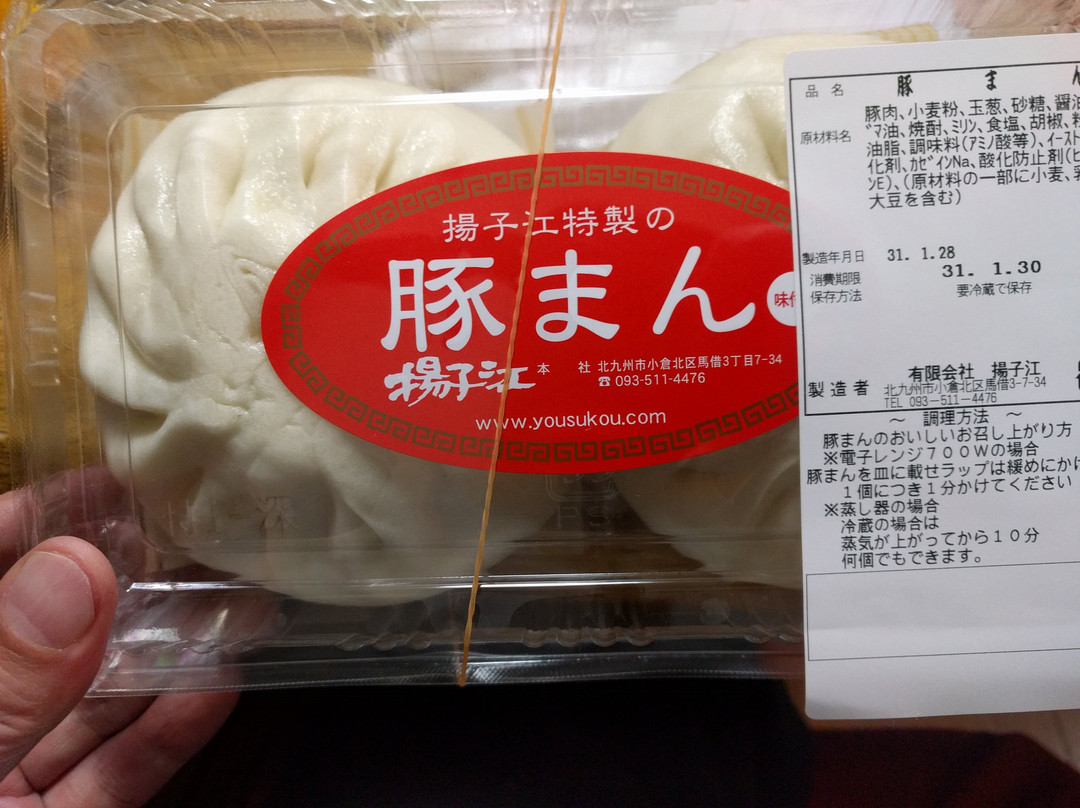 揚子江特製の
豚まん
味付
揚子江 本 社 北九州市小倉北区馬借3丁目7-34
☎093-511-4476
www.yousukou.com
品名 豚まん
原材料名 豚肉、小麦粉、玉葱、砂糖、醤油
ﾞﾏ油、焼酎、ﾐﾘﾝ、食塩、胡椒、
油脂、調味料(ｱﾐﾉ酸等)、ｲｰｽﾄ
化剤、ｶｾﾞｲﾝNa、酸化防止剤(ﾋ
ﾝE)、(原材料の一部に小麦、乳
大豆を含む)
製造年月日 31. 1.28
消費期限 31. 1.30
保存方法 要冷蔵で保存
製造者 有限会社 揚子江
北九州市小倉北区馬借3-7-34
TEL 093-511-4476
～ 調理方法 ～
豚まんのおいしいお召し上がり方
※電子レンジ７００Wの場合
豚まんを皿に載せラップは緩めにかけ
１個につき１分かけてください
※蒸し器の場合
冷蔵の場合は
蒸気が上がってから１０分
何個でもできます。